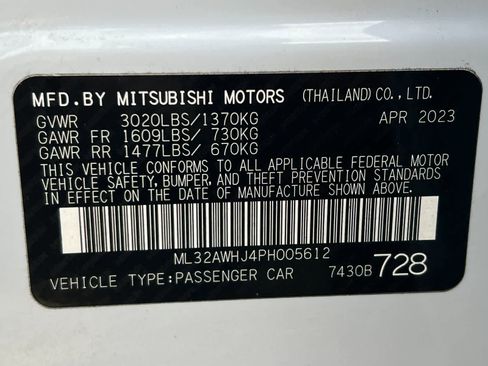 MFD.BY MITSUBISHI MOTORS (THAILAND) CO., LTD.
GVWR 3020LBS/1370KG APR 2023
GAWR FR 1609LBS/ 730KG
GAWR RR 1477LBS/ 670KG
THIS VEHICLE CONFORMS TO ALL APPLICABLE FEDERAL MOTOR
VEHICLE SAFETY, BUMPER, AND THEFT PREVENTION STANDARDS
IN EFFECT ON THE DATE OF MANUFACTURE SHOWN ABOVE.
ML32AWHJ4PH005612
VEHICLE TYPE:PASSENGER CAR 7430B 728